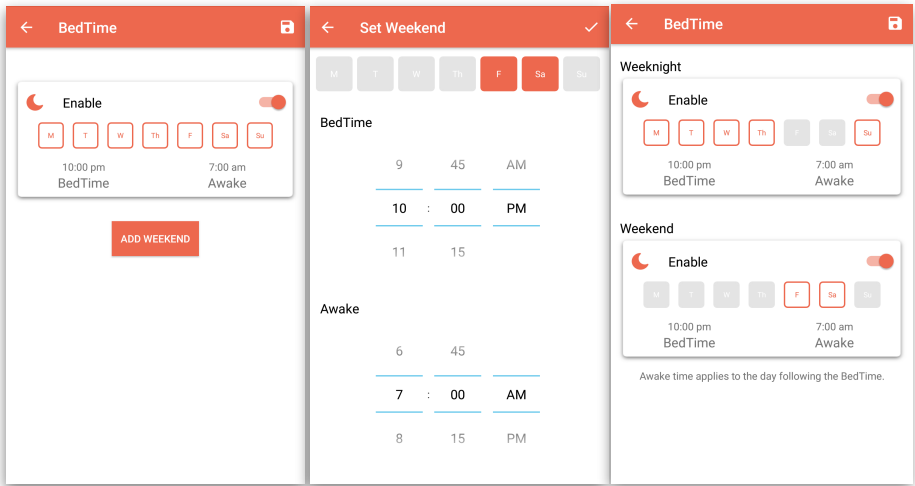 BedTime
Enable
M T W Th F Sa Su
10:00 pm 7:00 am
BedTime Awake
ADD WEEKEND
Set Weekend
M T W Th F Sa Su
BedTime
9 45 AM
10 : 00 PM
11 15
Awake
6 45
7 : 00 AM
8 15 PM
BedTime
Weeknight
Enable
M T W Th F Sa Su
10:00 pm 7:00 am
BedTime Awake
Weekend
Enable
M T W Th F Sa Su
10:00 pm 7:00 am
BedTime Awake
Awake time applies to the day following the BedTime.